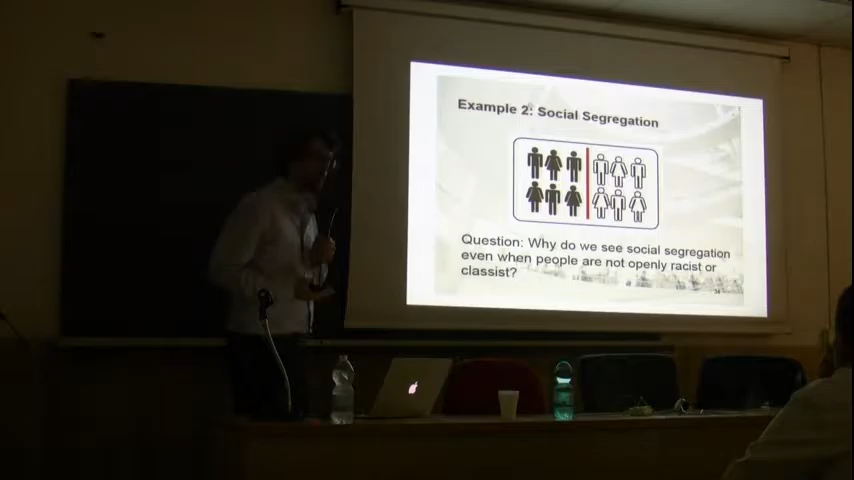 Example 2: Social Segregation
Question: Why do we see social segregation
even when people are not openly racist or
classist?